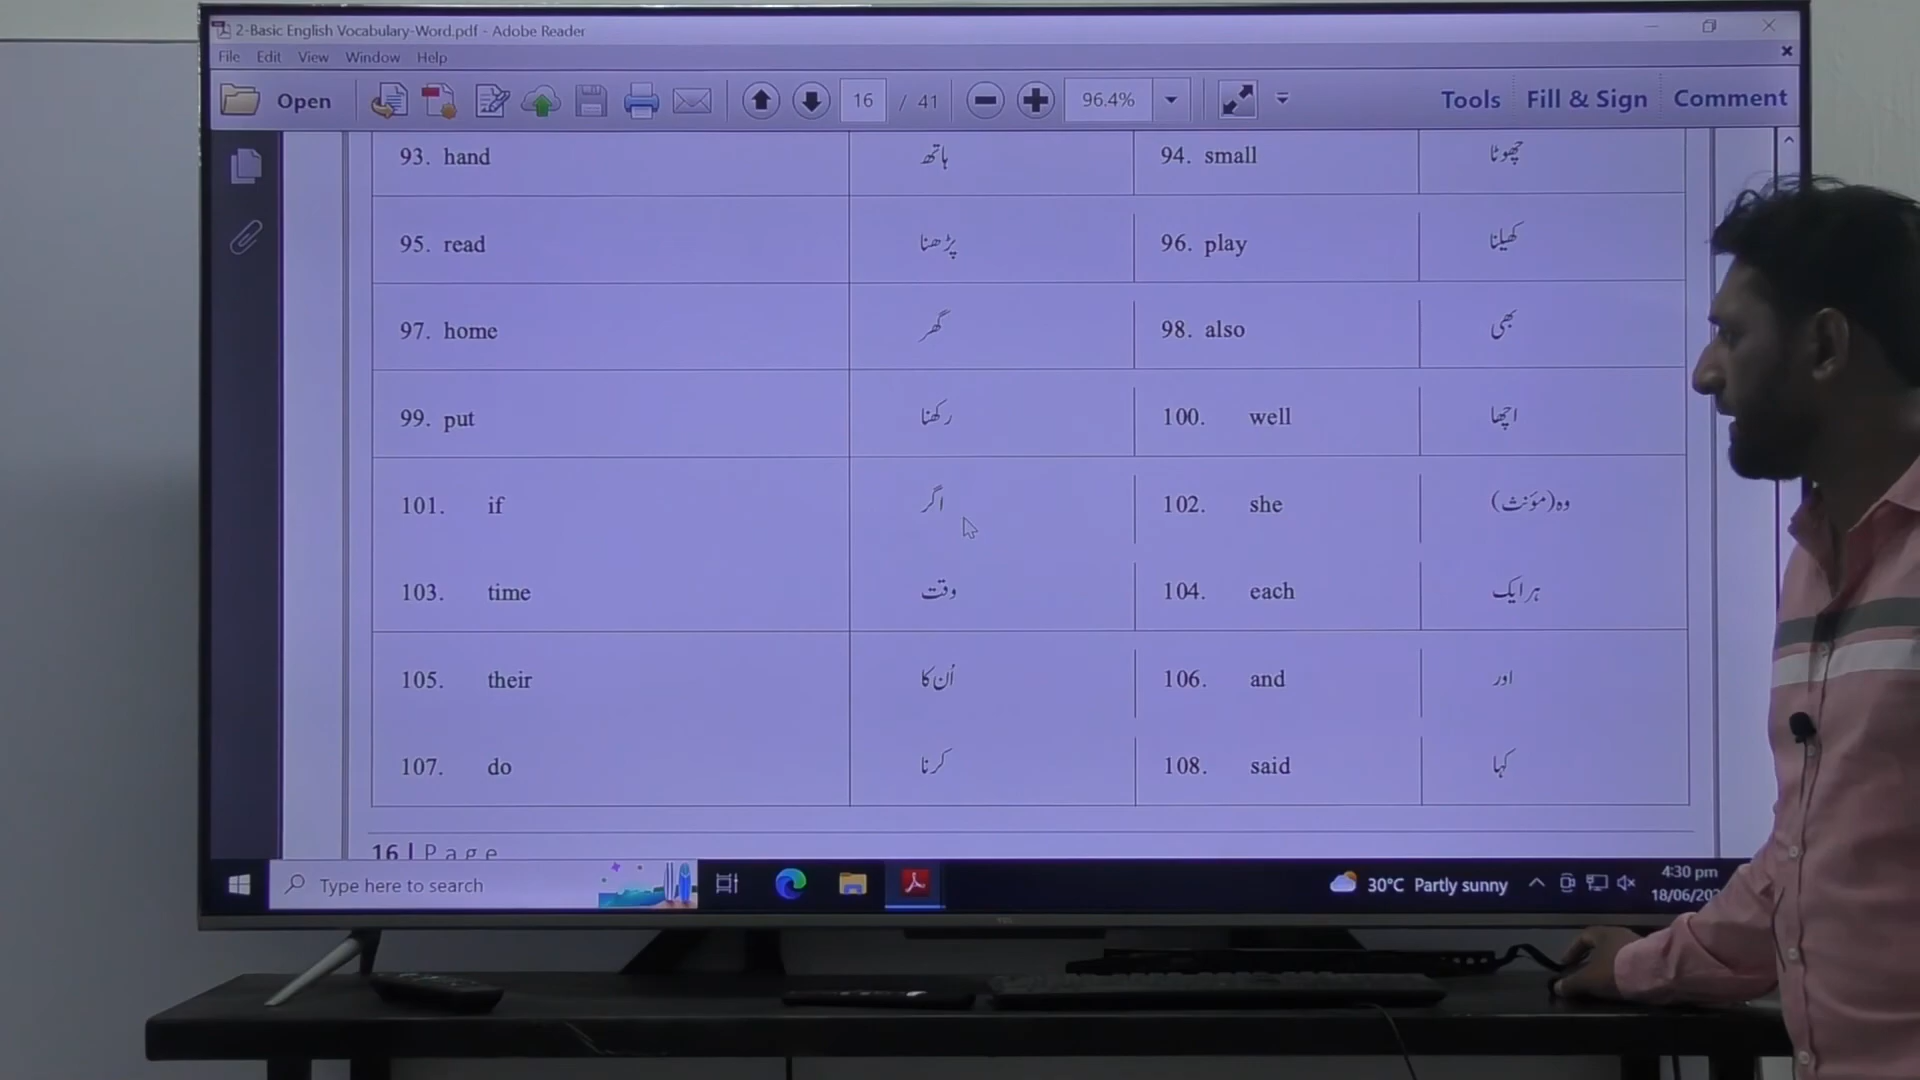 2-Basic English Vocabulary-Word.pdf - Adobe Reader
File Edit View Window Help
Open 16 / 41 96.4% Tools Fill & Sign Comment
93. hand ہاتھ 94. small چھوٹا
95. read پڑھنا 96. play کھیلنا
97. home گھر 98. also بھی
99. put رکھنا 100. well اچھا
101. if اگر 102. she وہ (مؤنث)
103. time وقت 104. each ہر ایک
105. their اُن کا 106. and اور
107. do کرنا 108. said کہا
16 | Page
Type here to search 30°C Partly sunny 4:30 pm
18/06/20